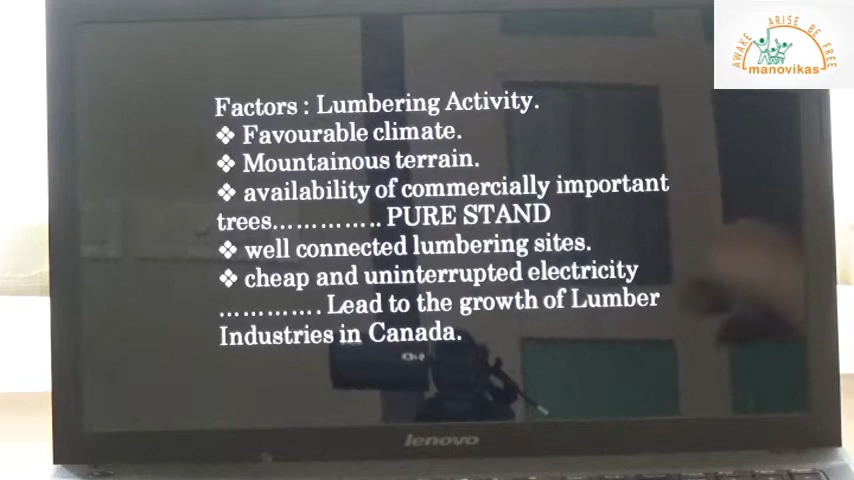 AWAKE ARISE BE FREE
manovikas
Factors : Lumbering Activity.
❖ Favourable climate.
❖ Mountainous terrain.
❖ availability of commercially important
trees………….. PURE STAND
❖ well connected lumbering sites.
❖ cheap and uninterrupted electricity
…………. Lead to the growth of Lumber
Industries in Canada.
lenovo